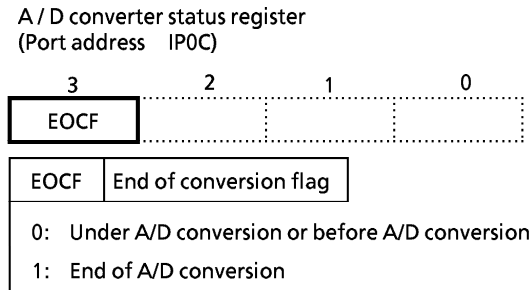 A / D converter status register
(Port address IP0C)
3 2 1 0
EOCF
EOCF End of conversion flag
0: Under A/D conversion or before A/D conversion
1: End of A/D conversion